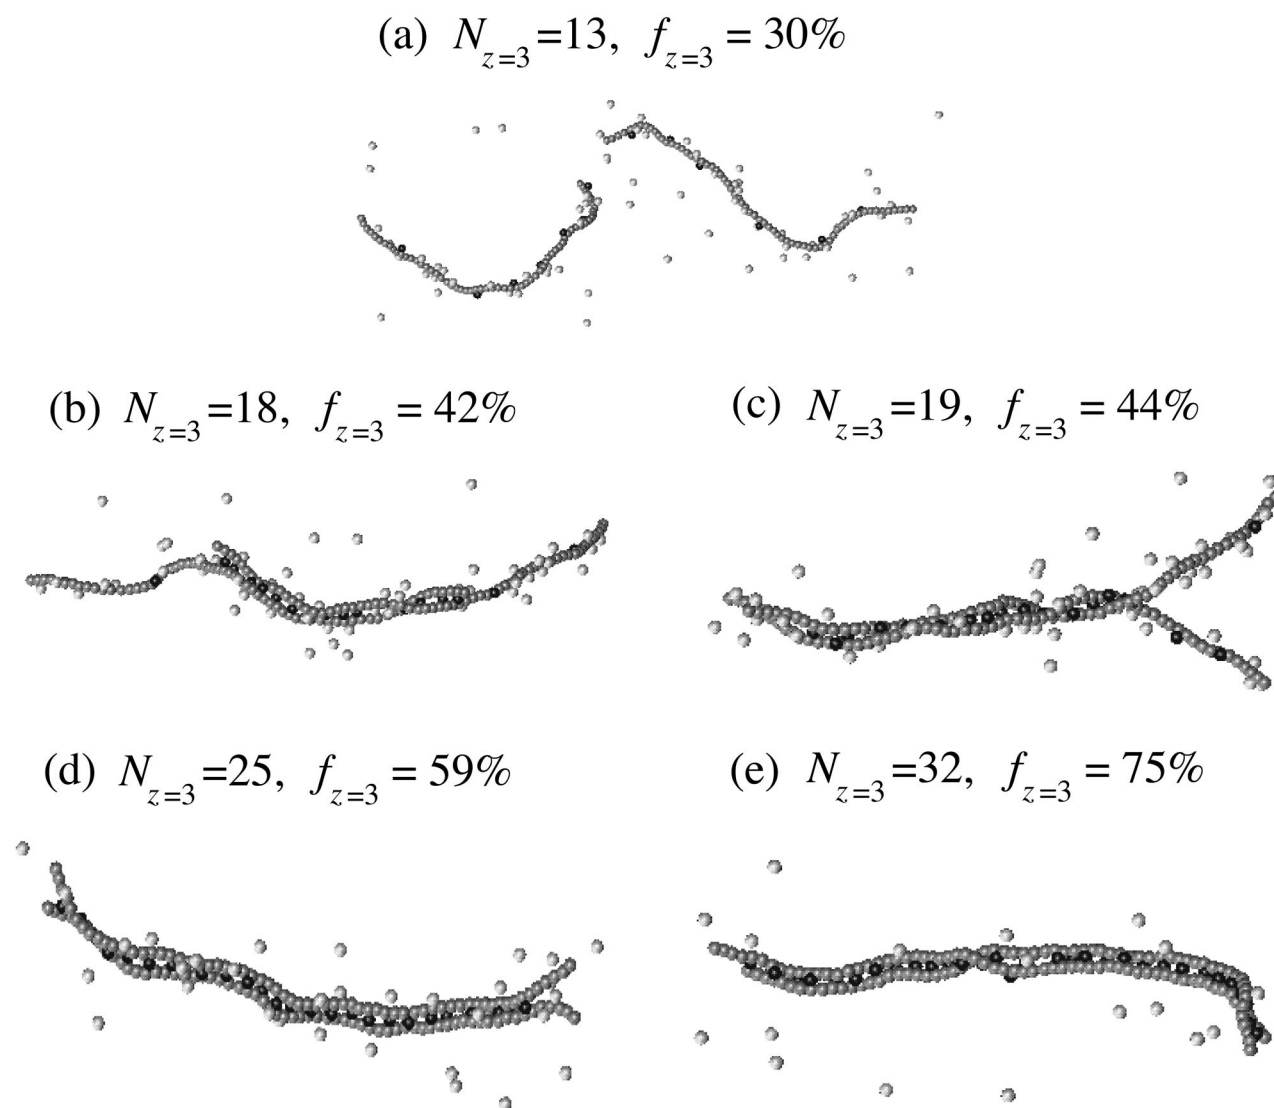 (a) N_{z=3}=13, f_{z=3} = 30%
(b) N_{z=3}=18, f_{z=3} = 42%
(c) N_{z=3}=19, f_{z=3} = 44%
(d) N_{z=3}=25, f_{z=3} = 59%
(e) N_{z=3}=32, f_{z=3} = 75%